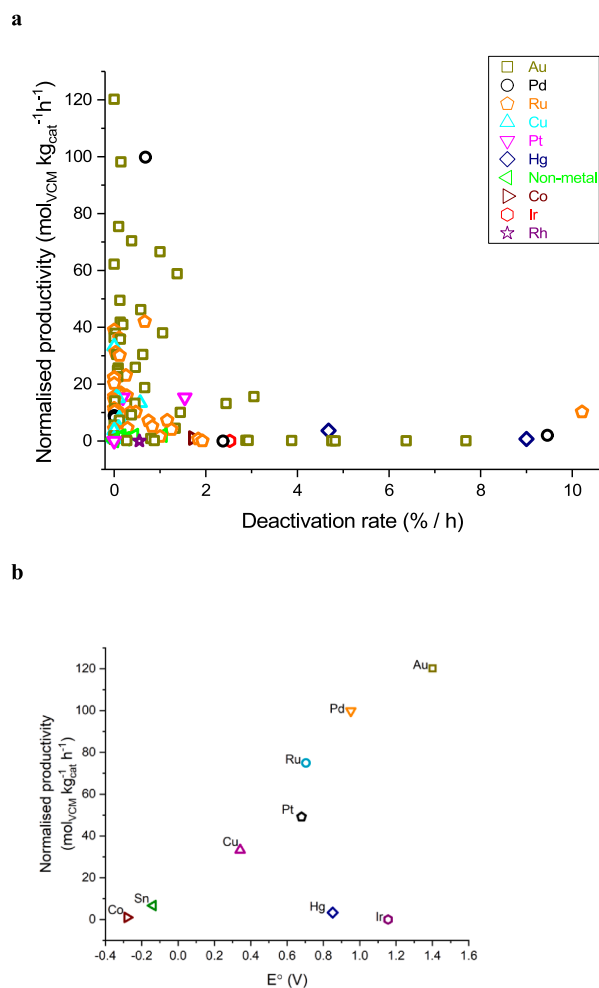 a
Normalised productivity (mol_VCM kg_cat⁻¹h⁻¹)
120
100
80
60
40
20
0
Au
Pd
Ru
Cu
Pt
Hg
Non-metal
Co
Ir
Rh
0 2 4 6 8 10
Deactivation rate (% / h)
b
Normalised productivity
(mol_VCM kg⁻¹_cat h⁻¹)
120
100
80
60
40
20
0
Au
Pd
Ru
Pt
Cu
Sn
Co
Hg
Ir
-0.4 -0.2 0.0 0.2 0.4 0.6 0.8 1.0 1.2 1.4 1.6
E° (V)